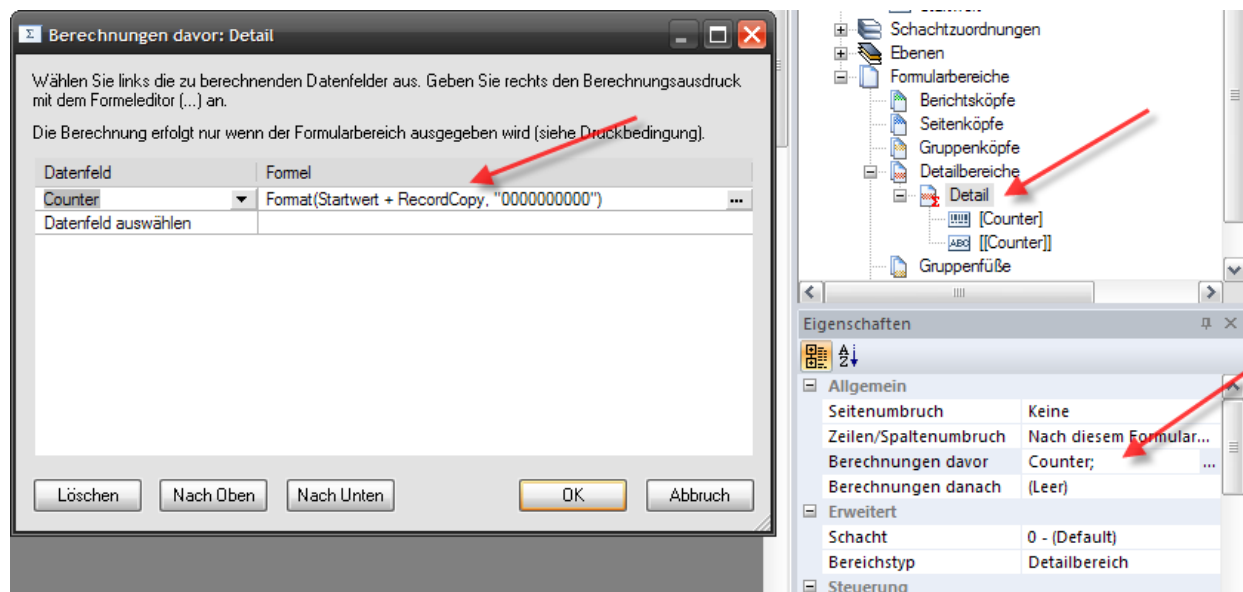 Berechnungen davor: Detail
Wählen Sie links die zu berechnenden Datenfelder aus. Geben Sie rechts den Berechnungsausdruck
mit dem Formeleditor (...) an.
Die Berechnung erfolgt nur wenn der Formularbereich ausgegeben wird (siehe Druckbedingung).
Datenfeld Formel
Counter Format(Startwert + RecordCopy, "0000000000") ...
Datenfeld auswählen
Löschen Nach Oben Nach Unten OK Abbruch
Schachtzuordnungen
Ebenen
Formularbereiche
Berichtsköpfe
Seitenköpfe
Gruppenköpfe
Detailbereiche
Detail
[Counter]
ABC [[Counter]]
Gruppenfüße
Eigenschaften
Allgemein
Seitenumbruch Keine
Zeilen/Spaltenumbruch Nach diesem Formular...
Berechnungen davor Counter; ...
Berechnungen danach (Leer)
Erweitert
Schacht 0 - (Default)
Bereichstyp Detailbereich
Steuerung